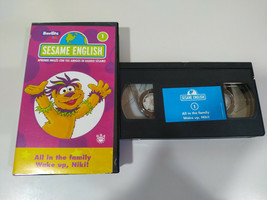 Berlitz
1
SESAME ENGLISH
All in the family
Wake up, Niki!
SESAME ENGLISH
1
All in the family
Wake up, Niki!